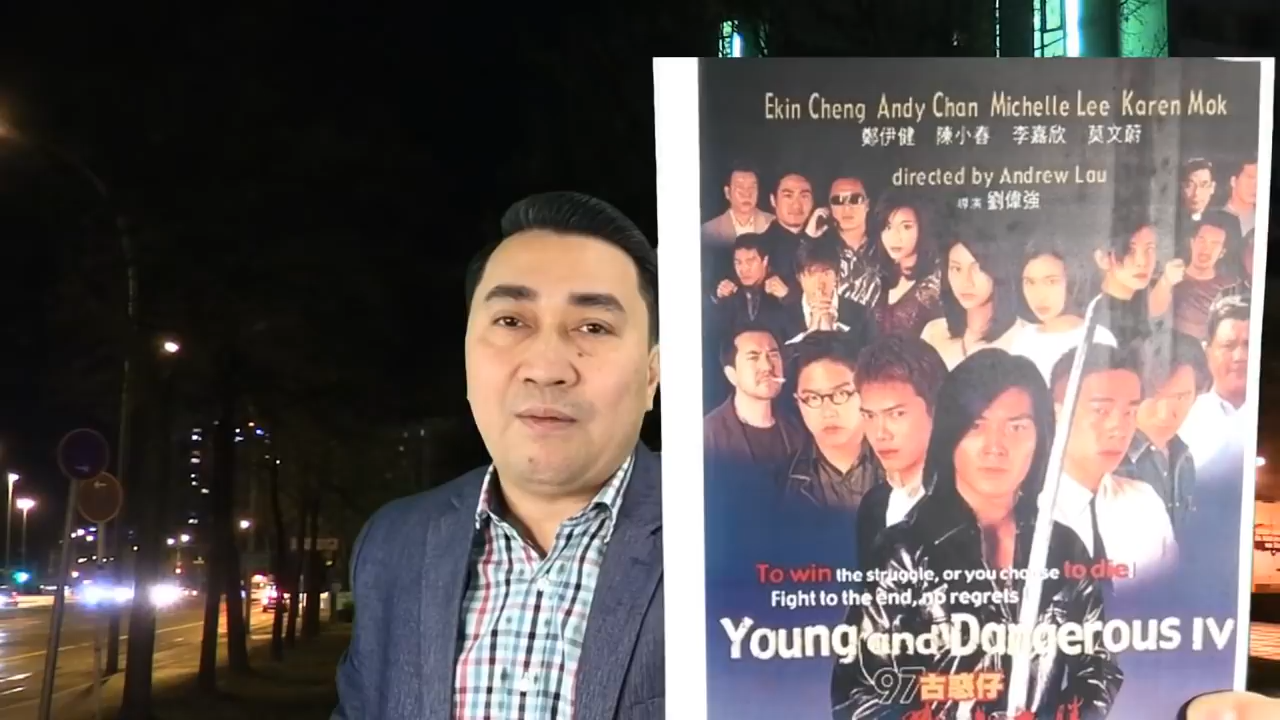 Ekin Cheng Andy Chan Michelle Lee Karen Mok
鄭伊健 陳小春 李嘉欣 莫文蔚
directed by Andrew Lau
導演 劉偉強
To win the struggle, or you choose to die!
Fight to the end, no regrets!
Young and Dangerous IV
97古惑仔